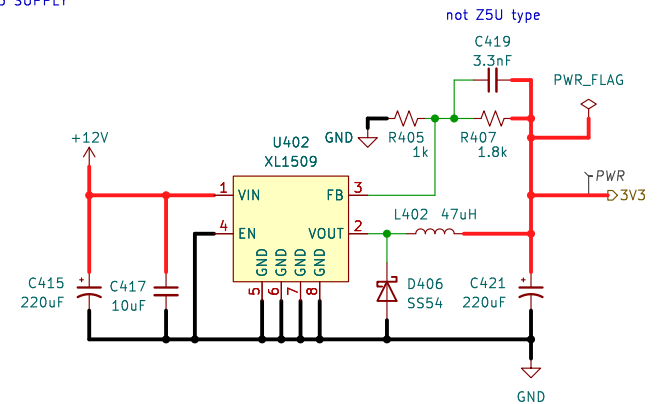 SUPPLY
not Z5U type
C419
3.3nF
PWR_FLAG
+12V
GND
R405
1k
R407
1.8k
U402
XL1509
PWR
3V3
1
VIN
FB
3
L402 47uH
4
EN
VOUT
2
GND
GND
GND
GND
5
6
7
8
C415
220uF
C417
10uF
D406
SS54
C421
220uF
GND